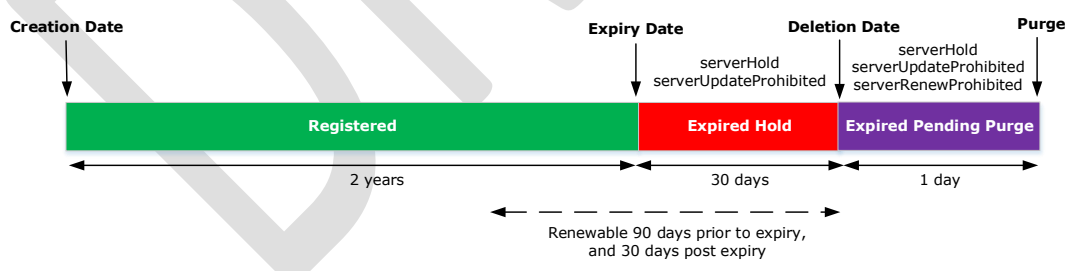 Creation Date
Expiry Date
Deletion Date
Purge
serverHold
serverUpdateProhibited
serverHold
serverUpdateProhibited
serverRenewProhibited
Registered
Expired Hold
Expired Pending Purge
2 years
30 days
1 day
Renewable 90 days prior to expiry,
and 30 days post expiry